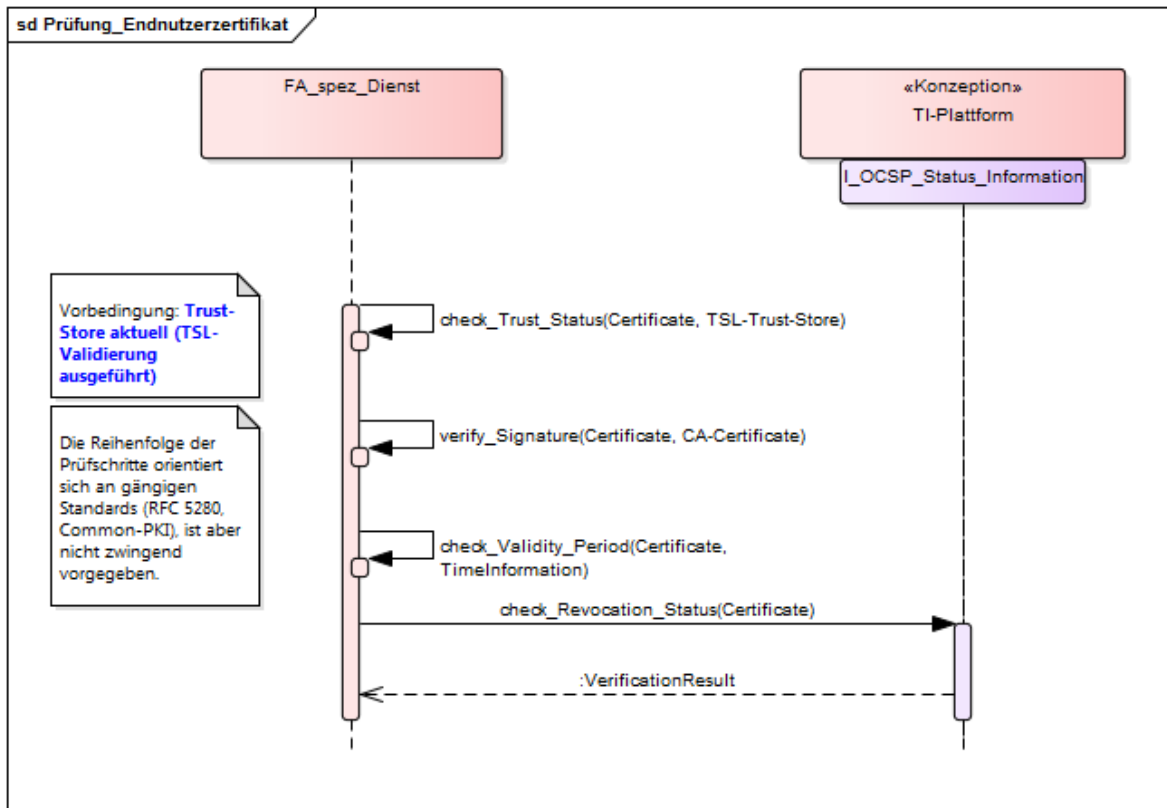 sd Prüfung_Endnutzerzertifikat
FA_spez_Dienst
«Konzeption»
TI-Plattform
I_OCSP_Status_Information
Vorbedingung: Trust-
Store aktuell (TSL-
Validierung
ausgeführt)
check_Trust_Status(Certificate, TSL-Trust-Store)
Die Reihenfolge der
Prüfschritte orientiert
sich an gängigen
Standards (RFC 5280,
Common-PKI), ist aber
nicht zwingend
vorgegeben.
verify_Signature(Certificate, CA-Certificate)
check_Validity_Period(Certificate,
TimeInformation)
check_Revocation_Status(Certificate)
:VerificationResult